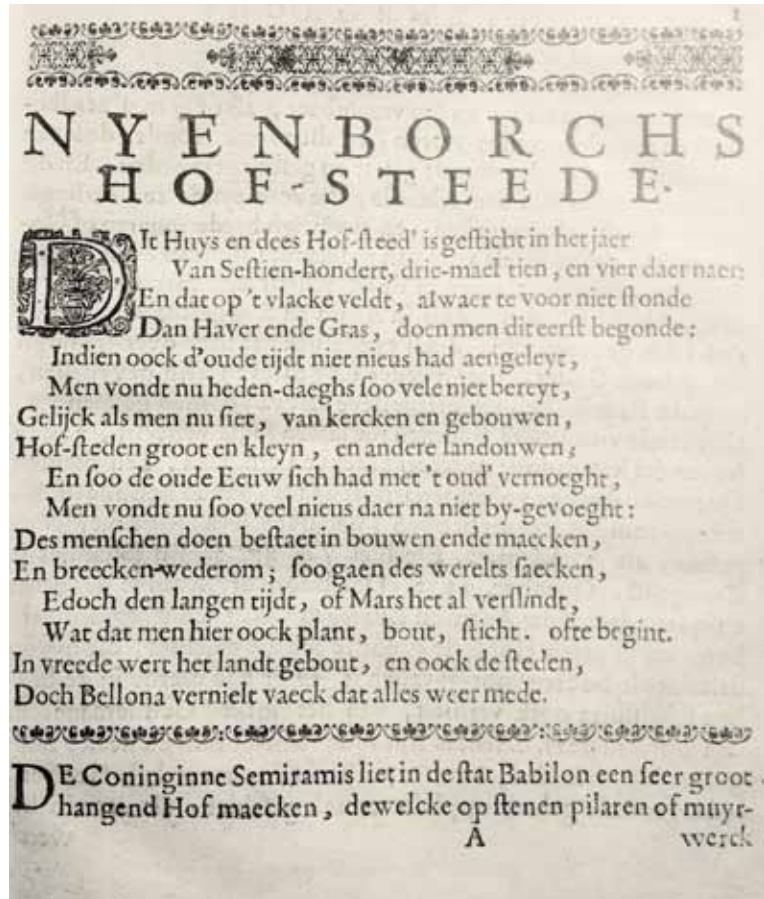 1
NYENBORCHS
HOF-STEEDE.
DIt Huys en dees Hof-ſteed' is geſticht in het jaer
Van Seſtien-hondert, drie-mael tien, en vier daer naer:
En dat op 't vlacke veldt, alwaer te voor niet ſtonde
Dan Haver ende Gras, doen men dit eerſt begonde:
Indien oock d'oude tijdt niet nieus had aengeleyt,
Men vondt nu heden-daeghs ſoo vele niet bereyt,
Gelijck als men nu ſiet, van kercken en gebouwen,
Hof-ſteden groot en kleyn, en andere landouwen;
En ſoo de oude Eeuw ſich had met 't oud' vernoeght,
Men vondt nu ſoo veel nieus daer na niet by-gevoeght:
Des menſchen doen beſtaet in bouwen ende maecken,
En breecken wederom; ſoo gaen des werelts ſaecken,
Edoch den langen tijdt, of Mars het al verſlindt,
Wat dat men hier oock plant, bout, ſticht. ofte begint.
In vreede wert het landt gebout, en oock de ſteden,
Doch Bellona vernielt vaeck dat alles weer mede.
DE Coninginne Semiramis liet in de ſtat Babilon een ſeer groot
hangend Hof maecken, dewelcke op ſtenen pilaren of muyr-
A werck